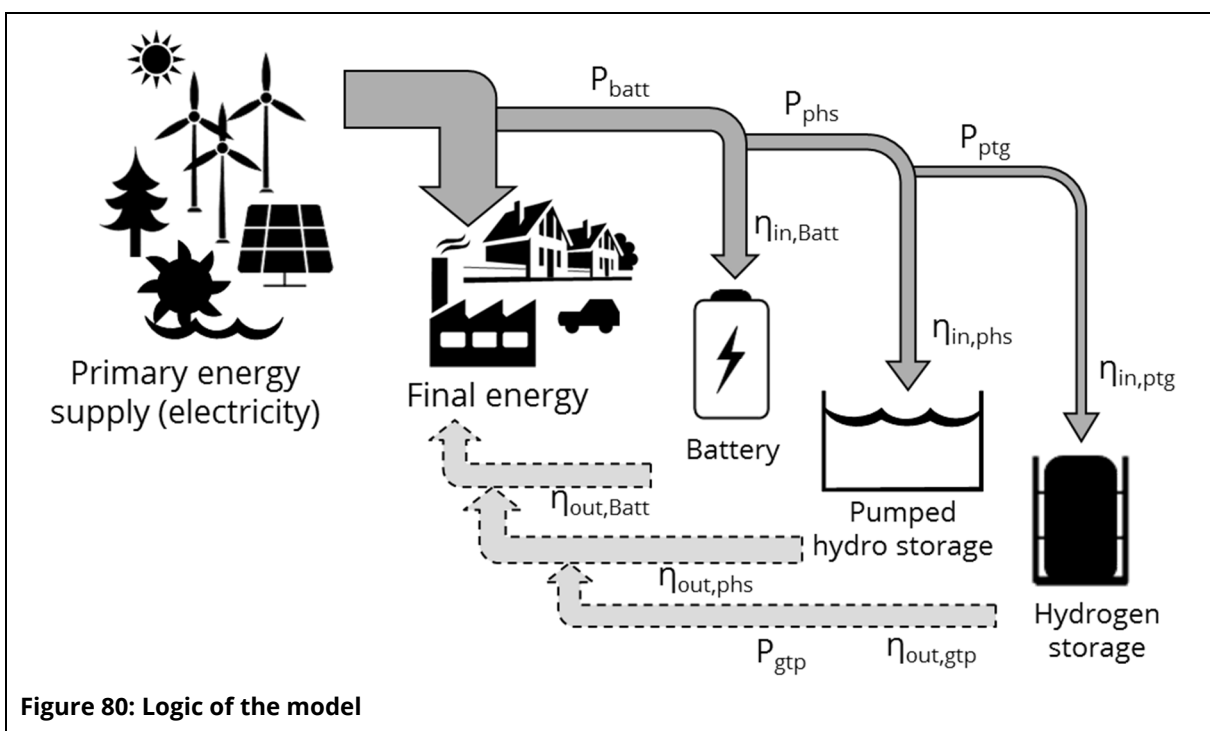 P_batt
P_phs
P_ptg
η_in,Batt
η_in,phs
η_in,ptg
Primary energy
supply (electricity)
Final energy
Battery
η_out,Batt
Pumped
hydro storage
η_out,phs
Hydrogen
storage
P_gtp
η_out,gtp
Figure 80: Logic of the model